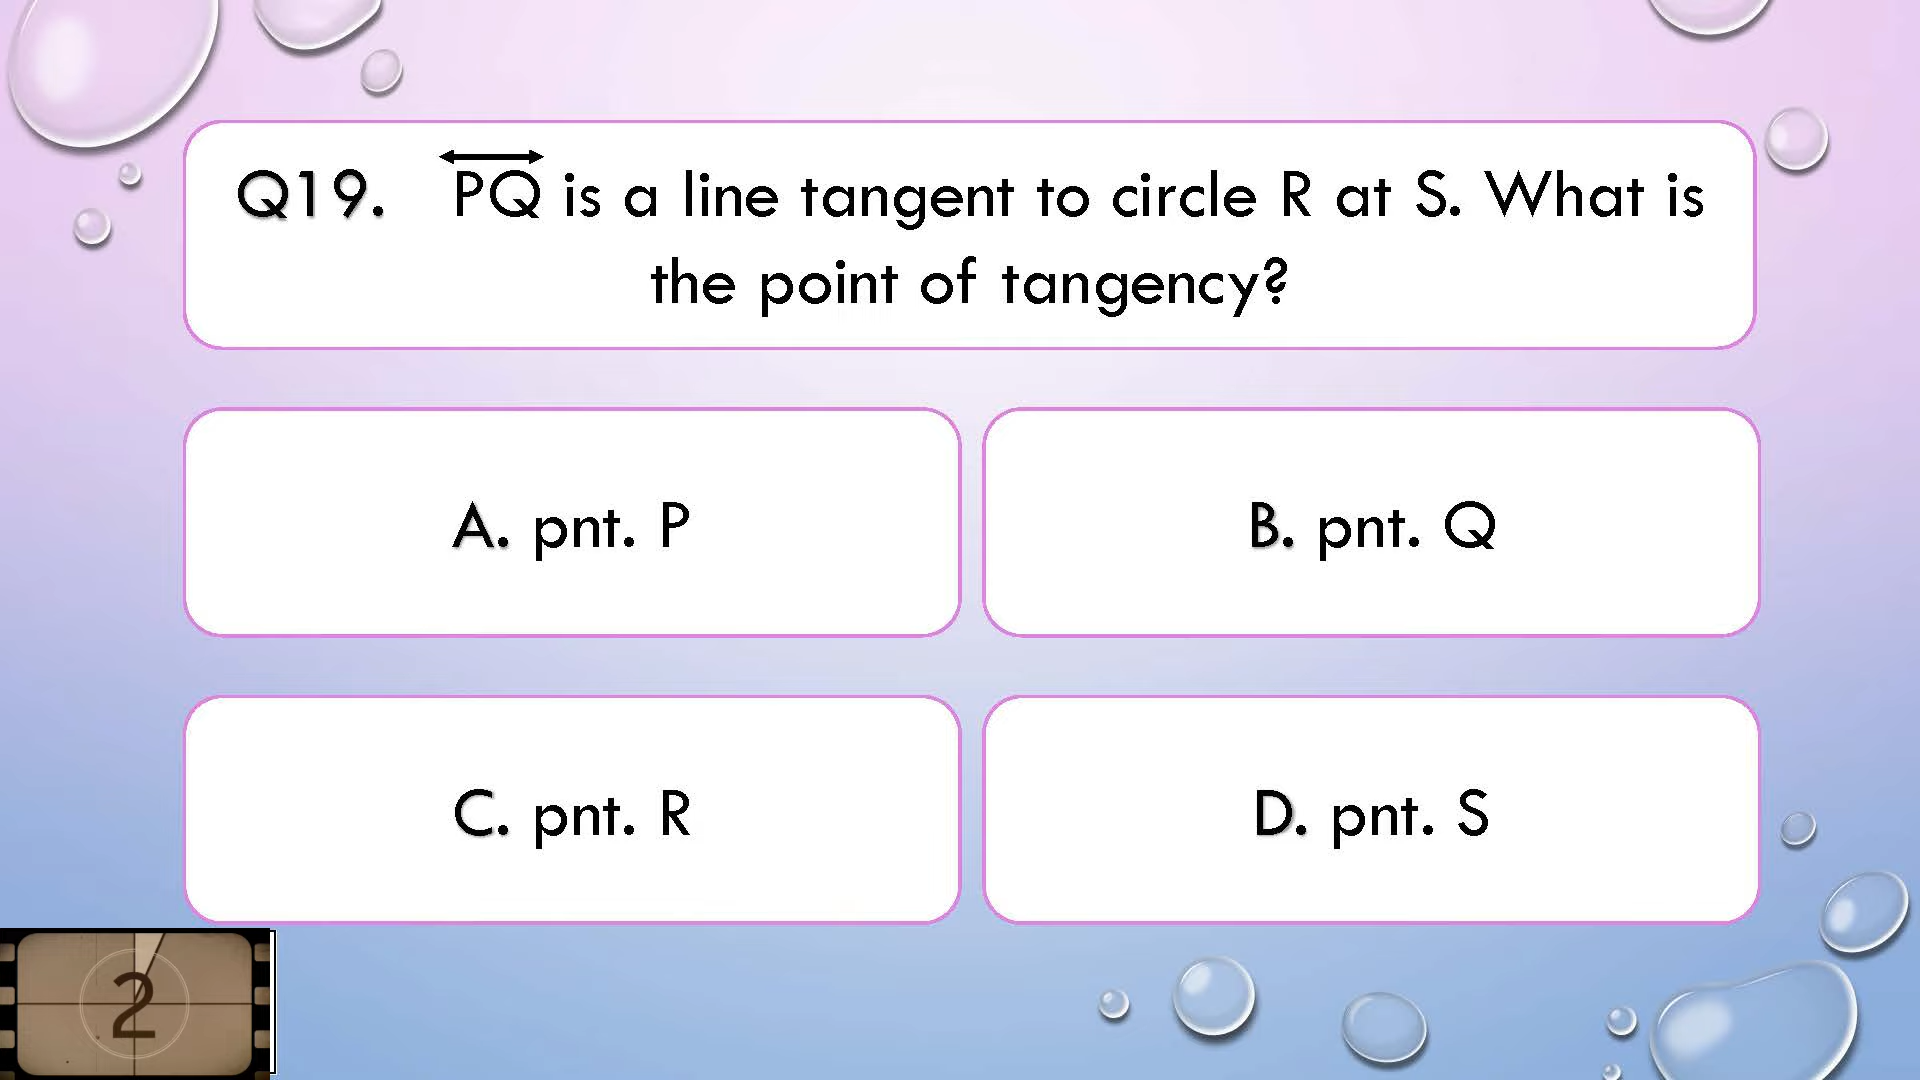 Q19. PQ is a line tangent to circle R at S. What is
the point of tangency?
A. pnt. P
B. pnt. Q
C. pnt. R
D. pnt. S
2